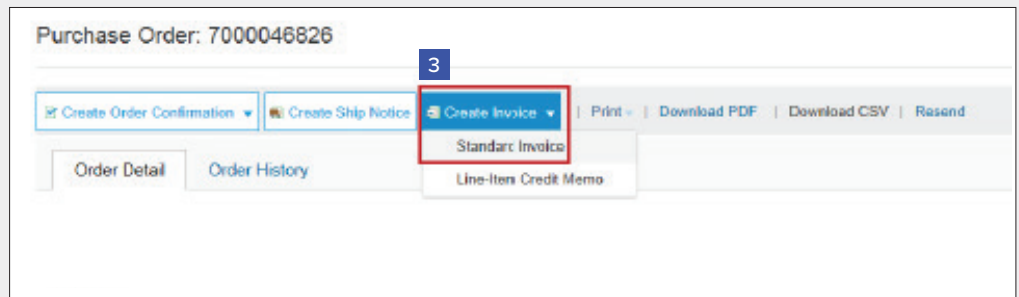 Purchase Order: 7000046826
3
Create Order Confirmation Create Ship Notice Create Invoice | Print | Download PDF | Download CSV | Resend
Standard Invoice
Order Detail Order History
Line-Item Credit Memo